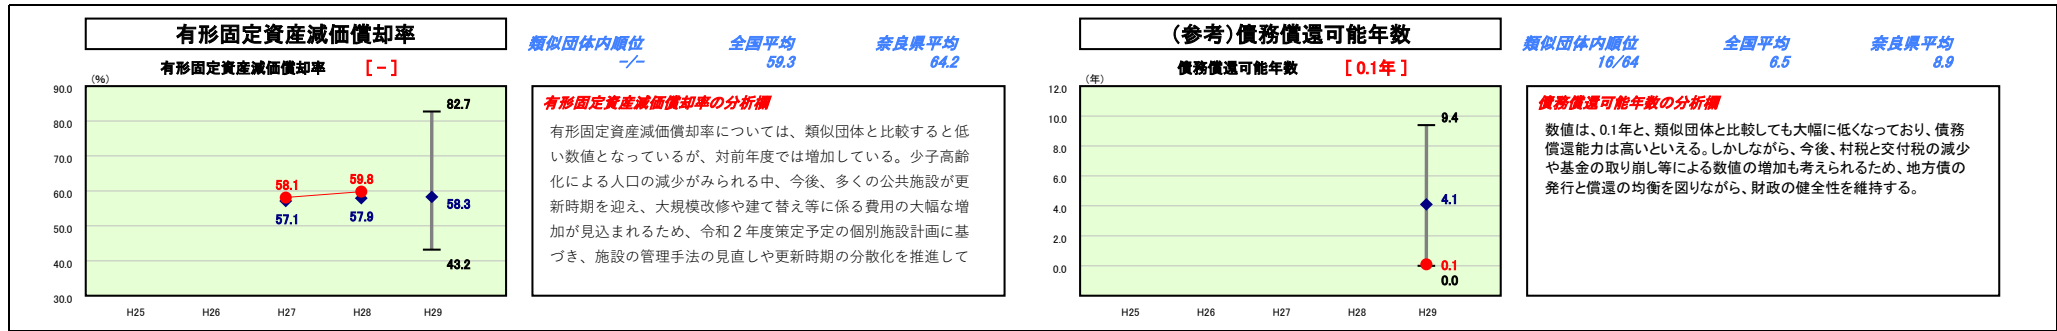 有形固定資産減価償却率
有形固定資産減価償却率 [ - ]
類似団体内順位 全国平均 奈良県平均
-/- 59.3 64.2
(%)
90.0
80.0
70.0
60.0
50.0
40.0
30.0
H25 H26 H27 H28 H29
58.1 59.8
57.1 57.9
82.7
58.3
43.2
有形固定資産減価償却率の分析欄
有形固定資産減価償却率については、類似団体と比較すると低
い数値となっているが、対前年度では増加している。少子高齢
化による人口の減少がみられる中、今後、多くの公共施設が更
新時期を迎え、大規模改修や建て替え等に係る費用の大幅な増
加が見込まれるため、令和2年度策定予定の個別施設計画に基
づき、施設の管理手法の見直しや更新時期の分散化を推進して
(参考)債務償還可能年数
債務償還可能年数 [ 0.1年 ]
類似団体内順位 全国平均 奈良県平均
16/64 6.5 8.9
(年)
12.0
10.0
8.0
6.0
4.0
2.0
0.0
H25 H26 H27 H28 H29
9.4
4.1
0.1
0.0
債務償還可能年数の分析欄
数値は、0.1年と、類似団体と比較しても大幅に低くなっており、債務
償還能力は高いといえる。しかしながら、今後、村税と交付税の減少
や基金の取り崩し等による数値の増加も考えられるため、地方債の
発行と償還の均衡を図りながら、財政の健全性を維持する。